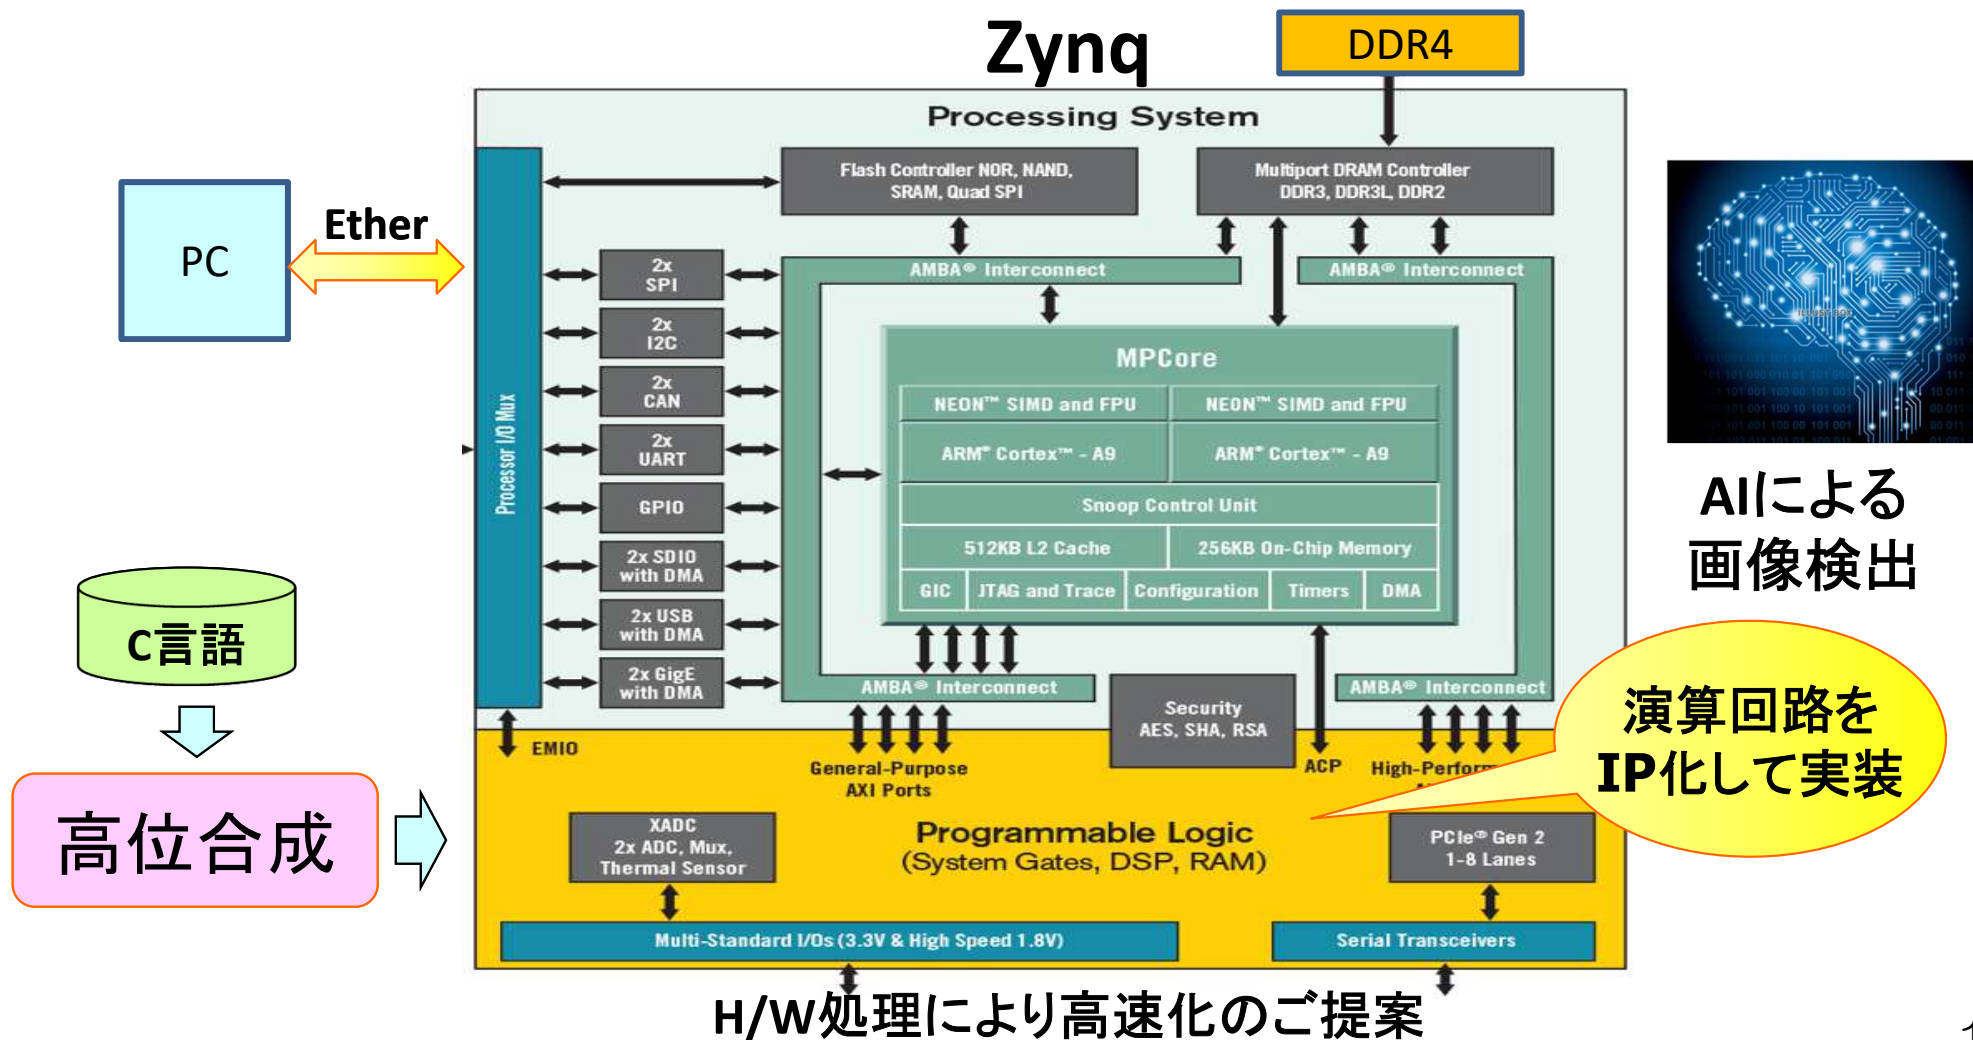 Zynq
DDR4
Processing System
Flash Controller NOR, NAND,
SRAM, Quad SPI
Multiport DRAM Controller
DDR3, DDR3L, DDR2
PC
Ether
Processor I/O Mux
2x
SPI
2x
I2C
2x
CAN
2x
UART
GPIO
2x SDIO
with DMA
2x USB
with DMA
2x GigE
with DMA
AMBA® Interconnect
AMBA® Interconnect
MPCore
NEON™ SIMD and FPU
NEON™ SIMD and FPU
ARM® Cortex™ - A9
ARM® Cortex™ - A9
Snoop Control Unit
512KB L2 Cache
256KB On-Chip Memory
GIC
JTAG and Trace
Configuration
Timers
DMA
AMBA® Interconnect
AMBA® Interconnect
Security
AES, SHA, RSA
AIによる
画像検出
C言語
高位合成
演算回路を
IP化して実装
EMIO
General-Purpose
AXI Ports
ACP
Programmable Logic
(System Gates, DSP, RAM)
XADC
2x ADC, Mux,
Thermal Sensor
PCIe® Gen 2
1-8 Lanes
Multi-Standard I/Os (3.3V & High Speed 1.8V)
Serial Transceivers
H/W処理により高速化のご提案